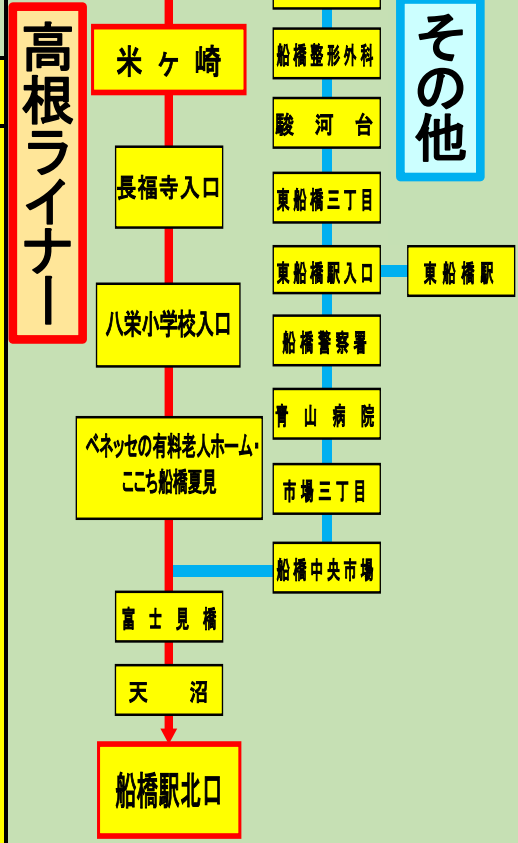 高根ライナー
米ヶ崎
長福寺入口
八栄小学校入口
ベネッセの有料老人ホーム・
ここち船橋夏見
富士見橋
天沼
船橋駅北口
その他
船橋整形外科
駿河台
東船橋三丁目
東船橋駅入口
東船橋駅
船橋警察署
青山病院
市場三丁目
船橋中央市場